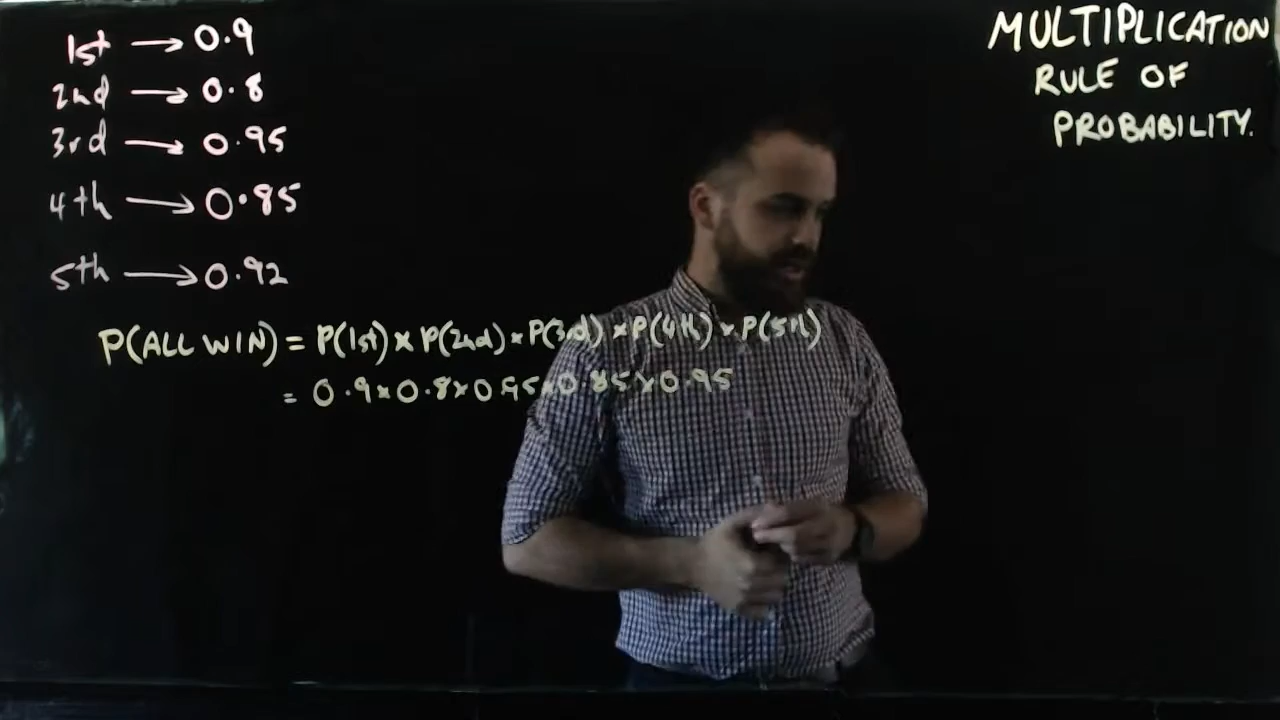 1st → 0.9
2nd → 0.8
3rd → 0.95
4th → 0.85
5th → 0.92
MULTIPLICATION
RULE OF
PROBABILITY.
P(ALL WIN) = P(1st) × P(2nd) × P(3rd) × P(4th) × P(5th)
= 0.9 × 0.8 × 0.95 × 0.85 × 0.95